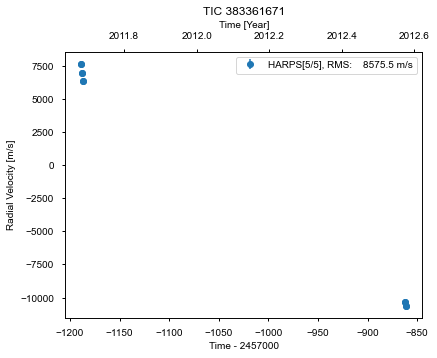 TIC 383361671
Time [Year]
2011.8 2012.0 2012.2 2012.4 2012.6
HARPS[5/5], RMS: 8575.5 m/s
Radial Velocity [m/s]
7500
5000
2500
0
−2500
−5000
−7500
−10000
−1200 −1150 −1100 −1050 −1000 −950 −900 −850
Time - 2457000